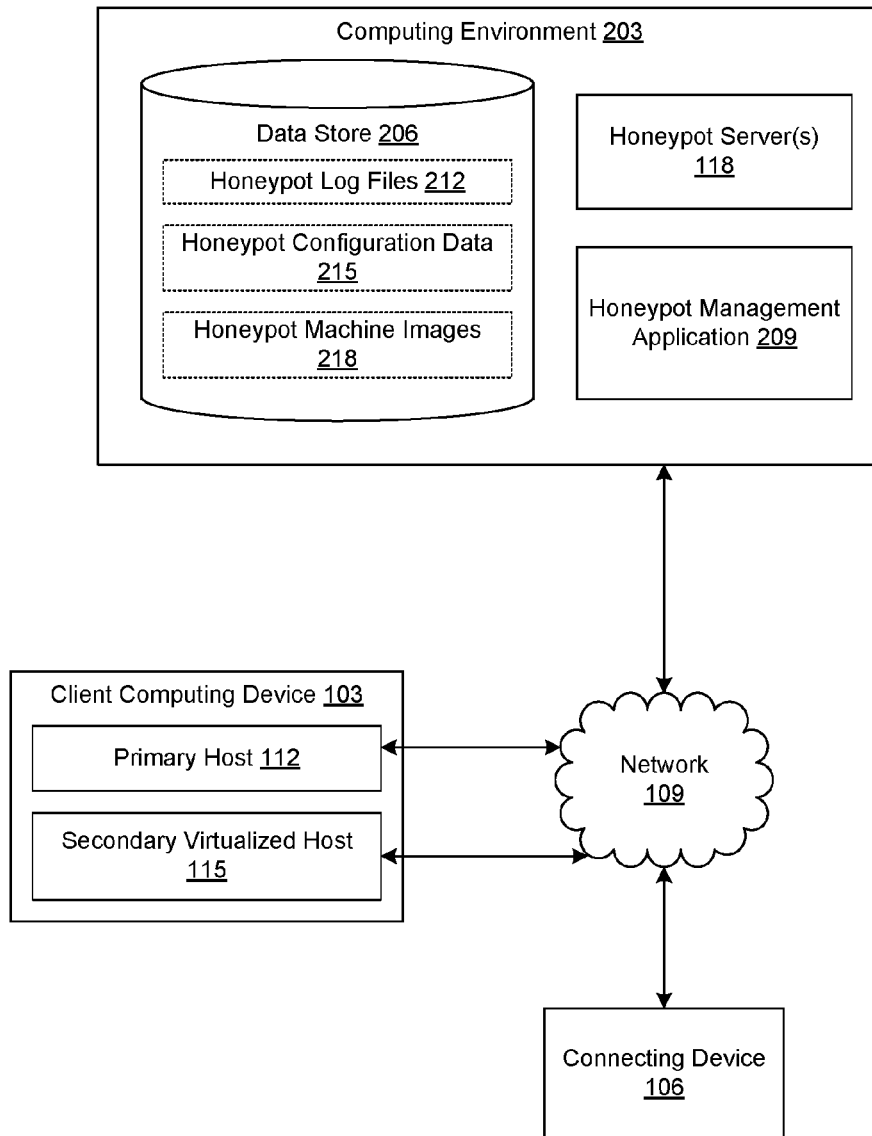 Computing Environment 203
Data Store 206
Honeypot Log Files 212
Honeypot Configuration Data
215
Honeypot Machine Images
218
Honeypot Server(s)
118
Honeypot Management
Application 209
Client Computing Device 103
Primary Host 112
Secondary Virtualized Host
115
Network
109
Connecting Device
106